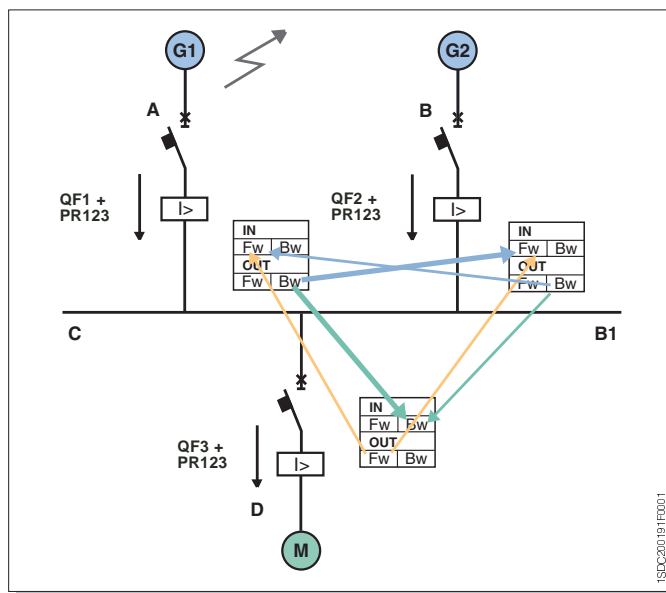 G1
G2
A
B
QF1 +
PR123
I>
QF2 +
PR123
I>
IN
Fw Bw
OUT
Fw Bw
IN
Fw Bw
OUT
Fw Bw
C
B1
QF3 +
PR123
I>
IN
Fw Bw
OUT
Fw Bw
D
M
1SDC200191F0001